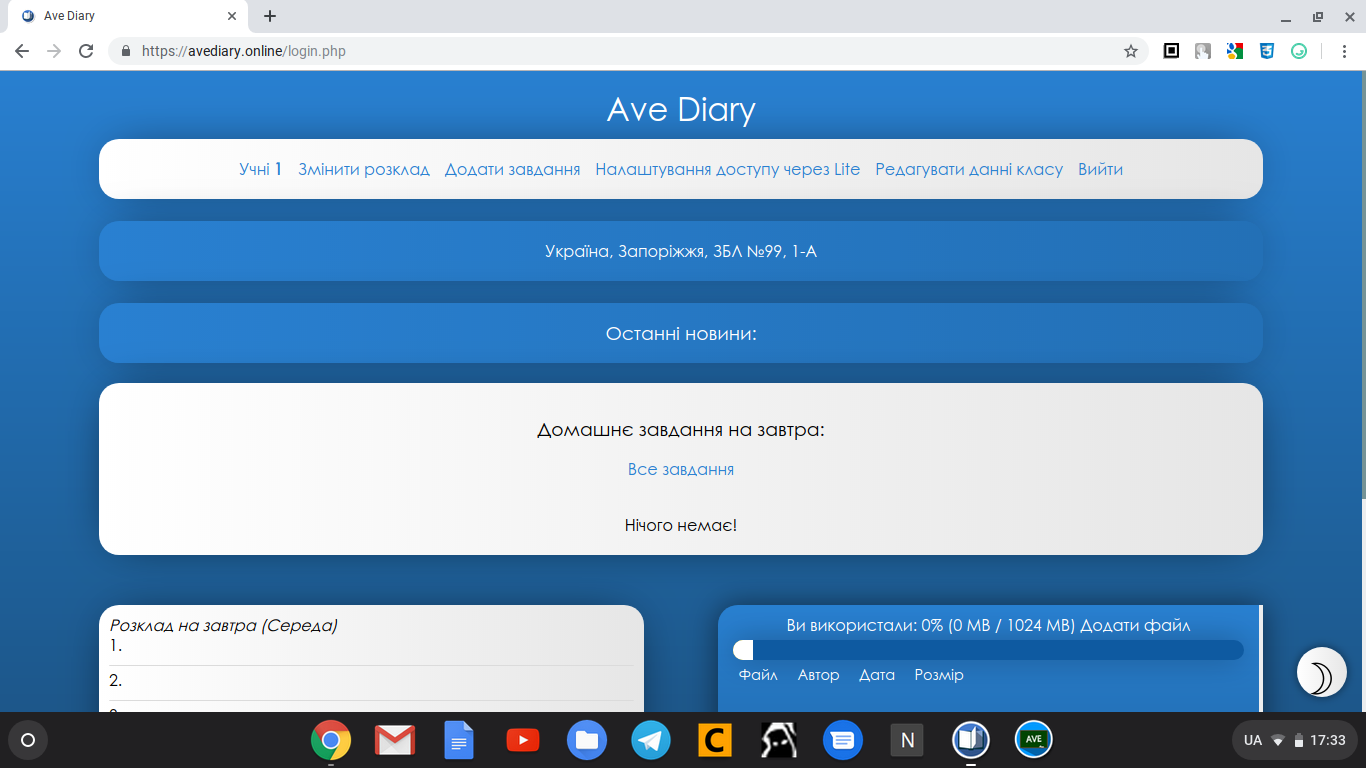 Ave Diary
https://avediary.online/login.php
Ave Diary
Учні 1 Змінити розклад Додати завдання Налаштування доступу через Lite Редагувати данні класу Вийти
Україна, Запоріжжя, ЗБЛ №99, 1-А
Останні новини:
Домашнє завдання на завтра:
Все завдання
Нічого немає!
Розклад на завтра (Середа)
1.
2.
Ви використали: 0% (0 MB / 1024 MB) Додати файл
Файл Автор Дата Розмір
C
N
AVE
UA 17:33